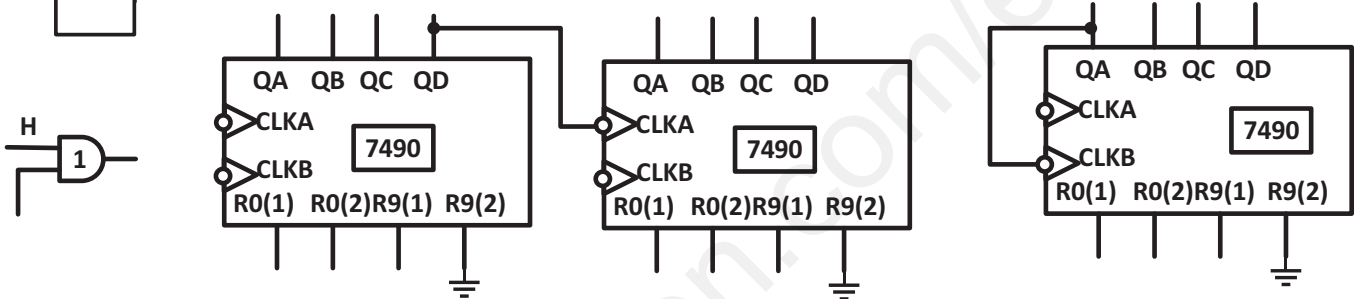 H
1
QA QB QC QD
CLKA
7490
CLKB
R0(1) R0(2)R9(1) R9(2)
QA QB QC QD
CLKA
7490
CLKB
R0(1) R0(2)R9(1) R9(2)
QA QB QC QD
CLKA
7490
CLKB
R0(1) R0(2)R9(1) R9(2)